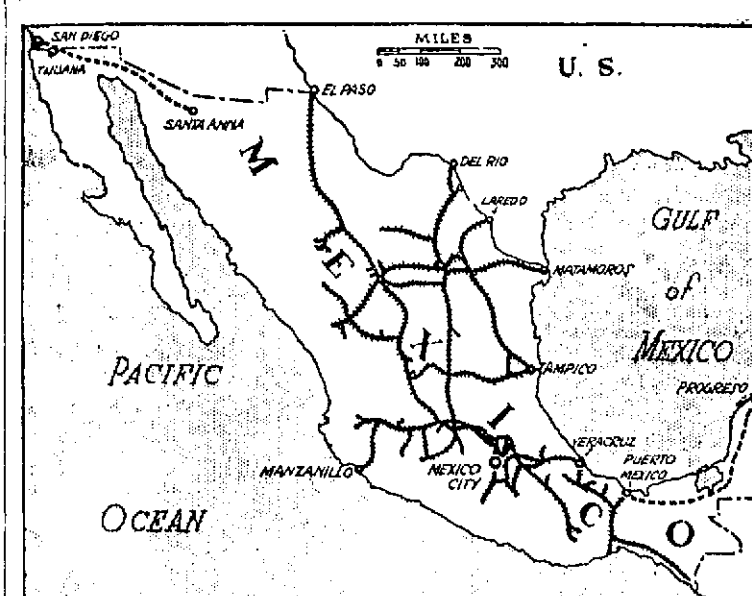 SAN DIEGO
TIJUANA
MILES
0 50 100 200 300
U. S.
EL PASO
SANTA ANNA
DEL RIO
LAREDO
GULF
of
MEXICO
MATAMOROS
PACIFIC
OCEAN
TAMPICO
PROGRESO
VERACRUZ
PUERTO
MEXICO
MANZANILLO
MEXICO
CITY
M E X I C O